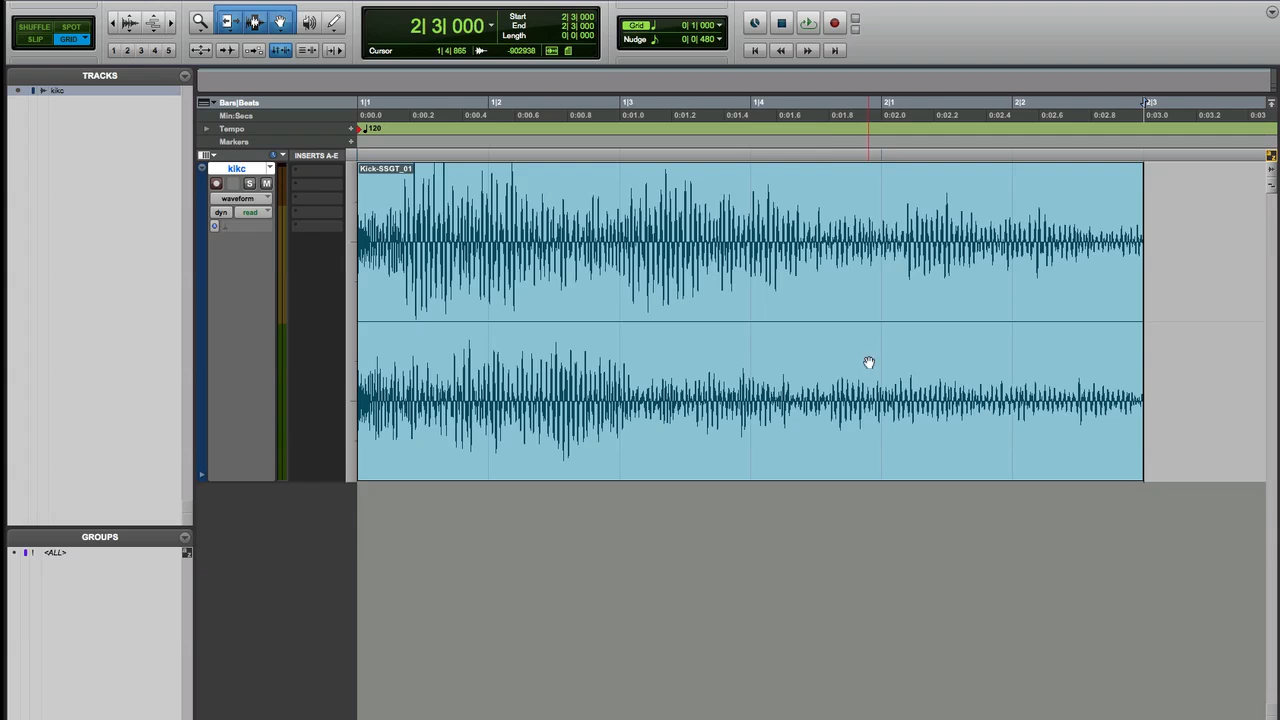 SHUFFLE SPOT
SLIP GRID
1 2 3 4 5
2| 3| 000
Start 2| 3| 000
End 2| 3| 000
Length 0| 0| 000
Cursor 1| 4| 865 -902938
Grid 0| 1| 000
Nudge 0| 0| 480
TRACKS
kikc
Bars|Beats 1|1 1|2 1|3 1|4 2|1 2|2 2|3
Min:Secs 0:00.0 0:00.2 0:00.4 0:00.6 0:00.8 0:01.0 0:01.2 0:01.4 0:01.6 0:01.8 0:02.0 0:02.2 0:02.4 0:02.6 0:02.8 0:03.0 0:03.2 0:03
Tempo 120
Markers
INSERTS A-E
kikc
S M
waveform
dyn read
Kick-SSGT_01
GROUPS
! <ALL>